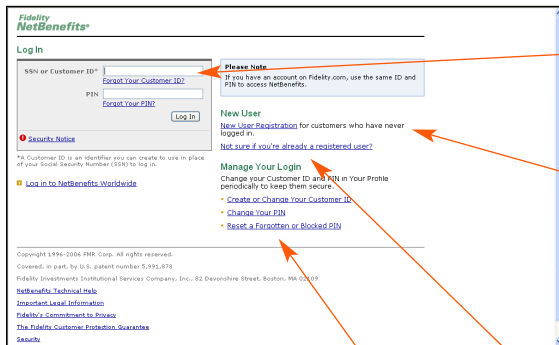 Fidelity
NetBenefits®
Log In
SSN or Customer ID*
Forgot Your Customer ID?
PIN
Forgot Your PIN?
Log In
Security Notice
*A Customer ID is an identifier you can create to use in place
of your Social Security Number (SSN) to log in.
Log in to NetBenefits Worldwide
Please Note
If you have an account on Fidelity.com, use the same ID and
PIN to access NetBenefits.
New User
New User Registration for customers who have never
logged in.
Not sure if you're already a registered user?
Manage Your Login
Change your Customer ID and PIN in Your Profile
periodically to keep them secure.
Create or Change Your Customer ID
Change Your PIN
Reset a Forgotten or Blocked PIN
Copyright 1996-2006 FMR Corp. All rights reserved.
Covered, in part, by U.S. patent number 5,991,878
Fidelity Investments Institutional Services Company, Inc., 82 Devonshire Street, Boston, MA 02109
NetBenefits Technical Help
Important Legal Information
Fidelity's Commitment to Privacy
The Fidelity Customer Protection Guarantee
Security